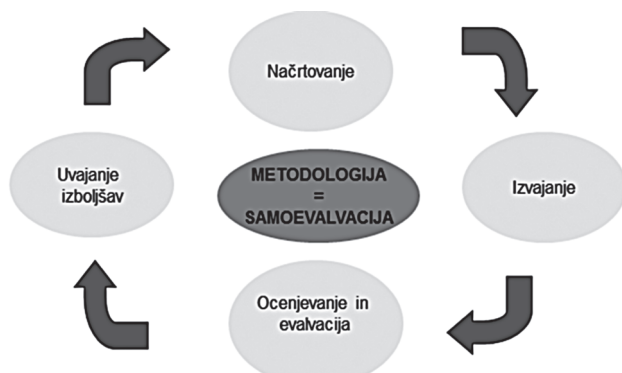 Načrtovanje
Uvajanje
izboljšav
METODOLOGIJA
=
SAMOEVALVACIJA
Izvajanje
Ocenjevanje in
evalvacija